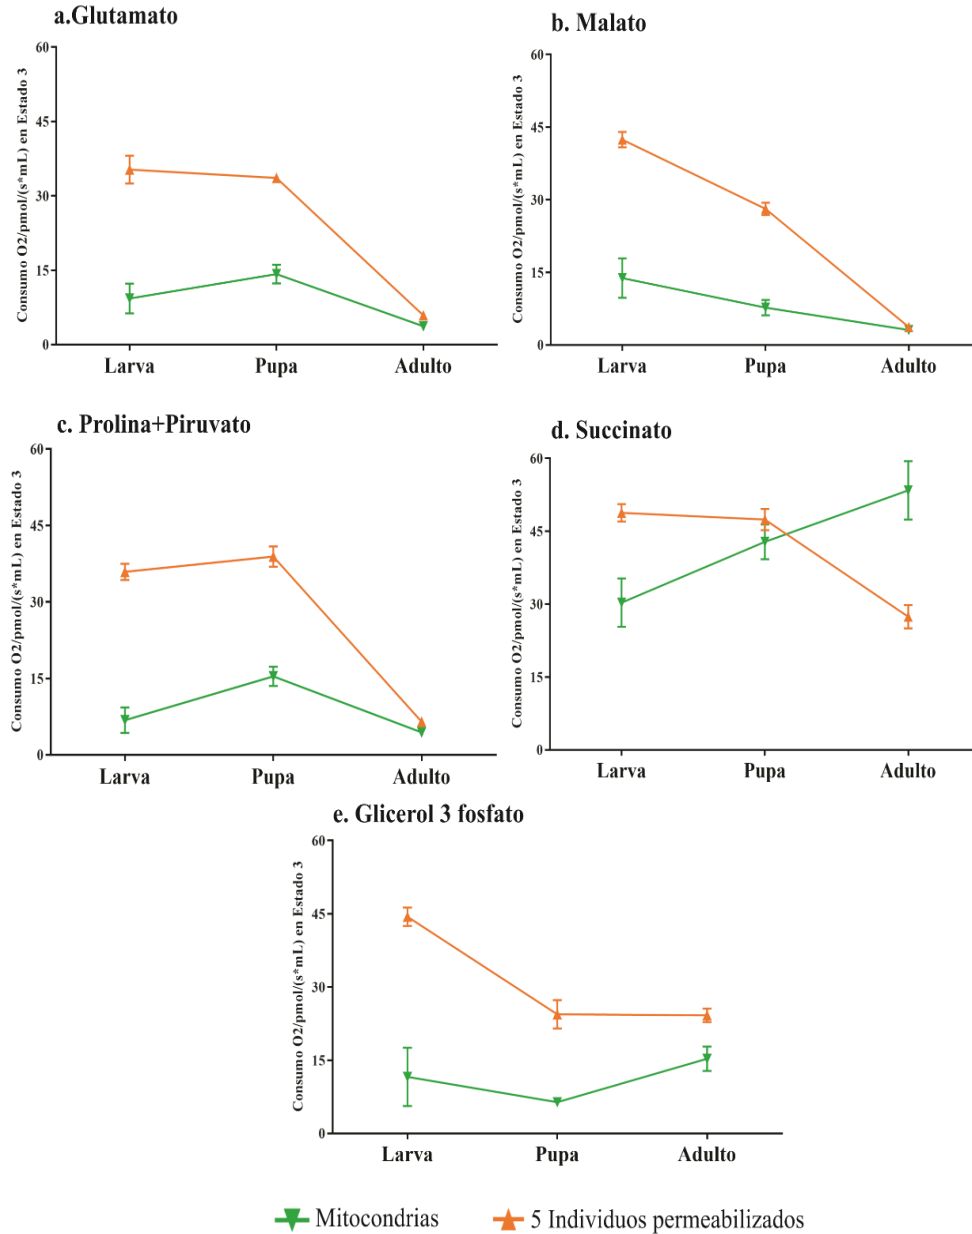 a.Glutamato
Consumo O2/pmol/(s*mL) en Estado 3
60
45
30
15
0
Larva Pupa Adulto
b. Malato
Consumo O2/pmol/(s*mL) en Estado 3
60
45
30
15
0
Larva Pupa Adulto
c. Prolina+Piruvato
Consumo O2/pmol/(s*mL) en Estado 3
60
45
30
15
0
Larva Pupa Adulto
d. Succinato
Consumo O2/pmol/(s*mL) en Estado 3
60
45
30
15
0
Larva Pupa Adulto
e. Glicerol 3 fosfato
Consumo O2/pmol/(s*mL) en Estado 3
60
45
30
15
0
Larva Pupa Adulto
Mitocondrias 5 Individuos permeabilizados